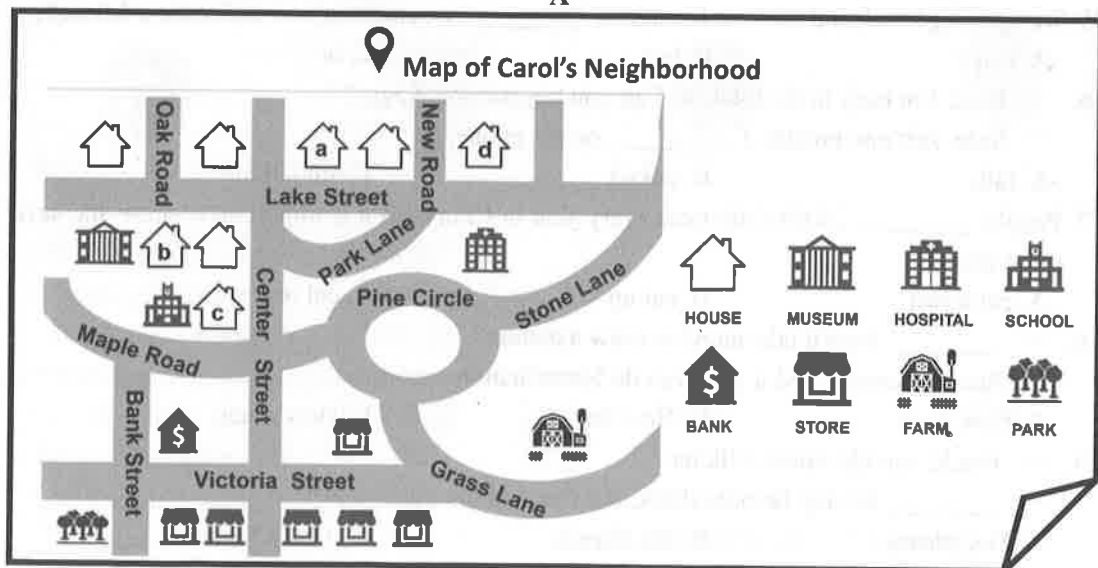 A
Map of Carol's Neighborhood
Oak Road
a
New Road
d
Lake Street
b
Park Lane
c
Center Street
Pine Circle
Stone Lane
Maple Road
HOUSE
MUSEUM
HOSPITAL
SCHOOL
$
Bank Street
$
BANK
STORE
FARM
PARK
Victoria Street
Grass Lane